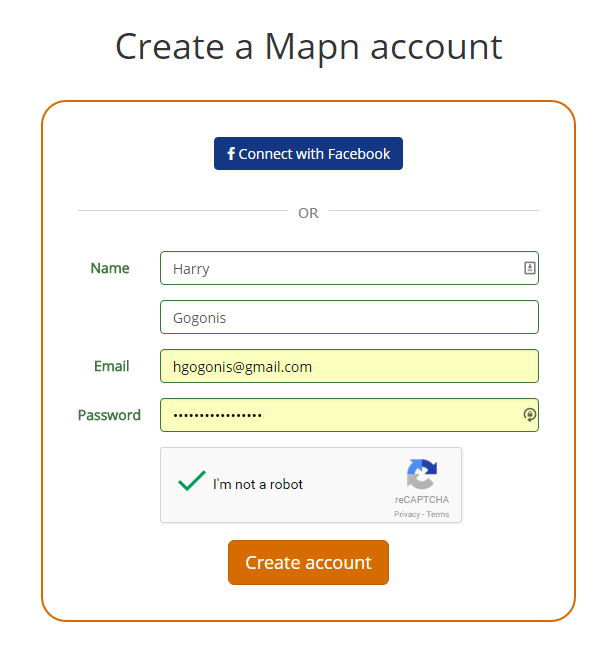 Create a Mapn account
Connect with Facebook
OR
Name
Harry
Gogonis
Email
hgogonis@gmail.com
Password
•••••••••••••••••
I'm not a robot
reCAPTCHA
Privacy - Terms
Create account